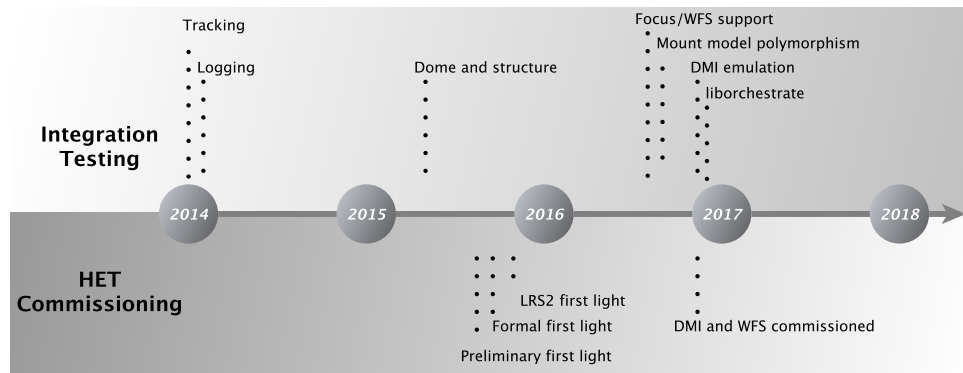 Focus/WFS support
Tracking
Mount model polymorphism
Logging
Dome and structure
DMI emulation
liborchestrate
Integration
Testing
2014
2015
2016
2017
2018
HET
Commissioning
LRS2 first light
Formal first light
DMI and WFS commissioned
Preliminary first light